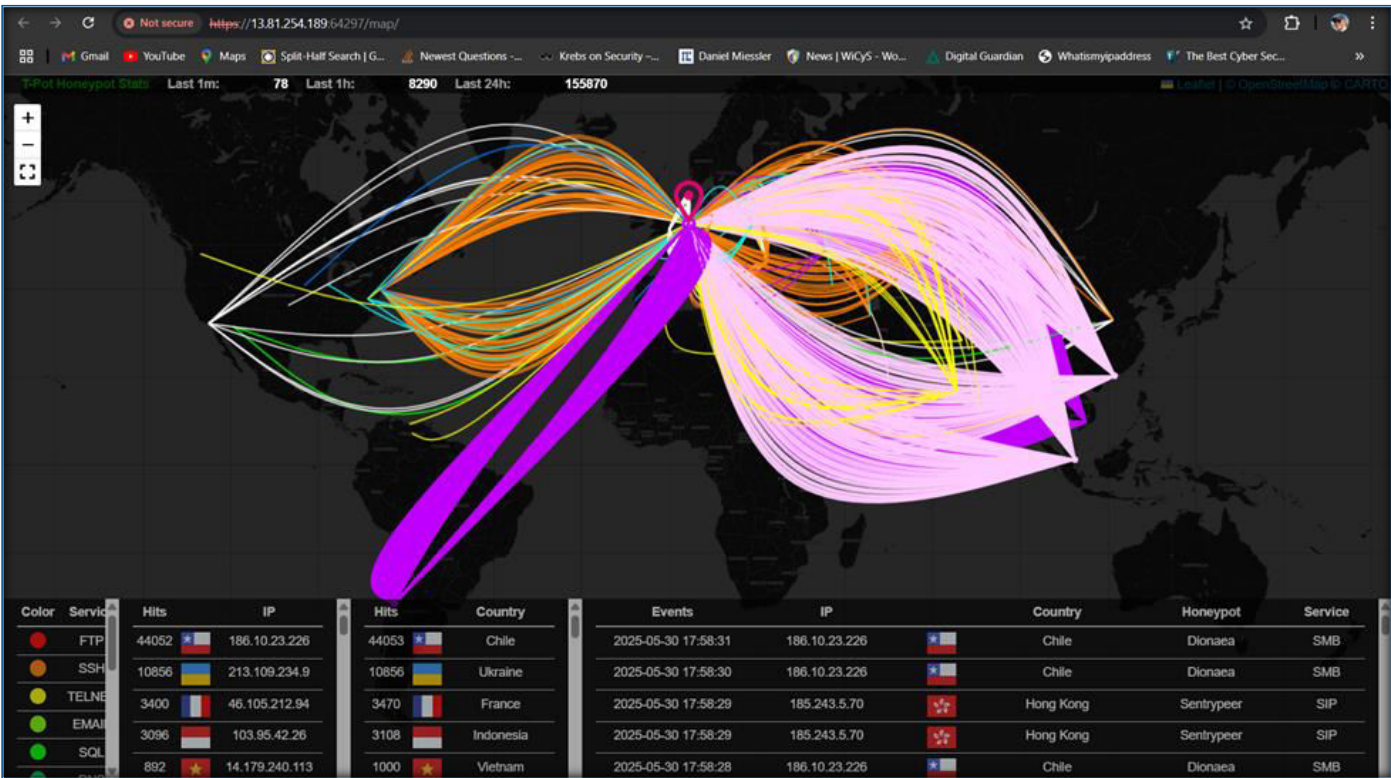 Not secure https://13.81.254.189:64297/map/
Gmail YouTube Maps Split-Half Search | G... Newest Questions -... Krebs on Security -... Daniel Miessler News | WiCyS - Wo... Digital Guardian Whatismyipaddress The Best Cyber Sec... »
T-Pot Honeypot Stats Last 1m: 78 Last 1h: 8290 Last 24h: 155870 Leaflet | © OpenStreetMap © CARTO
+
−
Color Servic Hits IP Hits Country Events IP Country Honeypot Service
FTP 44052 186.10.23.226 44053 Chile 2025-05-30 17:58:31 186.10.23.226 Chile Dionaea SMB
SSH 10856 213.109.234.9 10856 Ukraine 2025-05-30 17:58:30 186.10.23.226 Chile Dionaea SMB
TELNE 3400 46.105.212.94 3470 France 2025-05-30 17:58:29 185.243.5.70 Hong Kong Sentrypeer SIP
EMAI 3096 103.95.42.26 3108 Indonesia 2025-05-30 17:58:29 185.243.5.70 Hong Kong Sentrypeer SIP
SQL 892 14.179.240.113 1000 Vietnam 2025-05-30 17:58:28 186.10.23.226 Chile Dionaea SMB